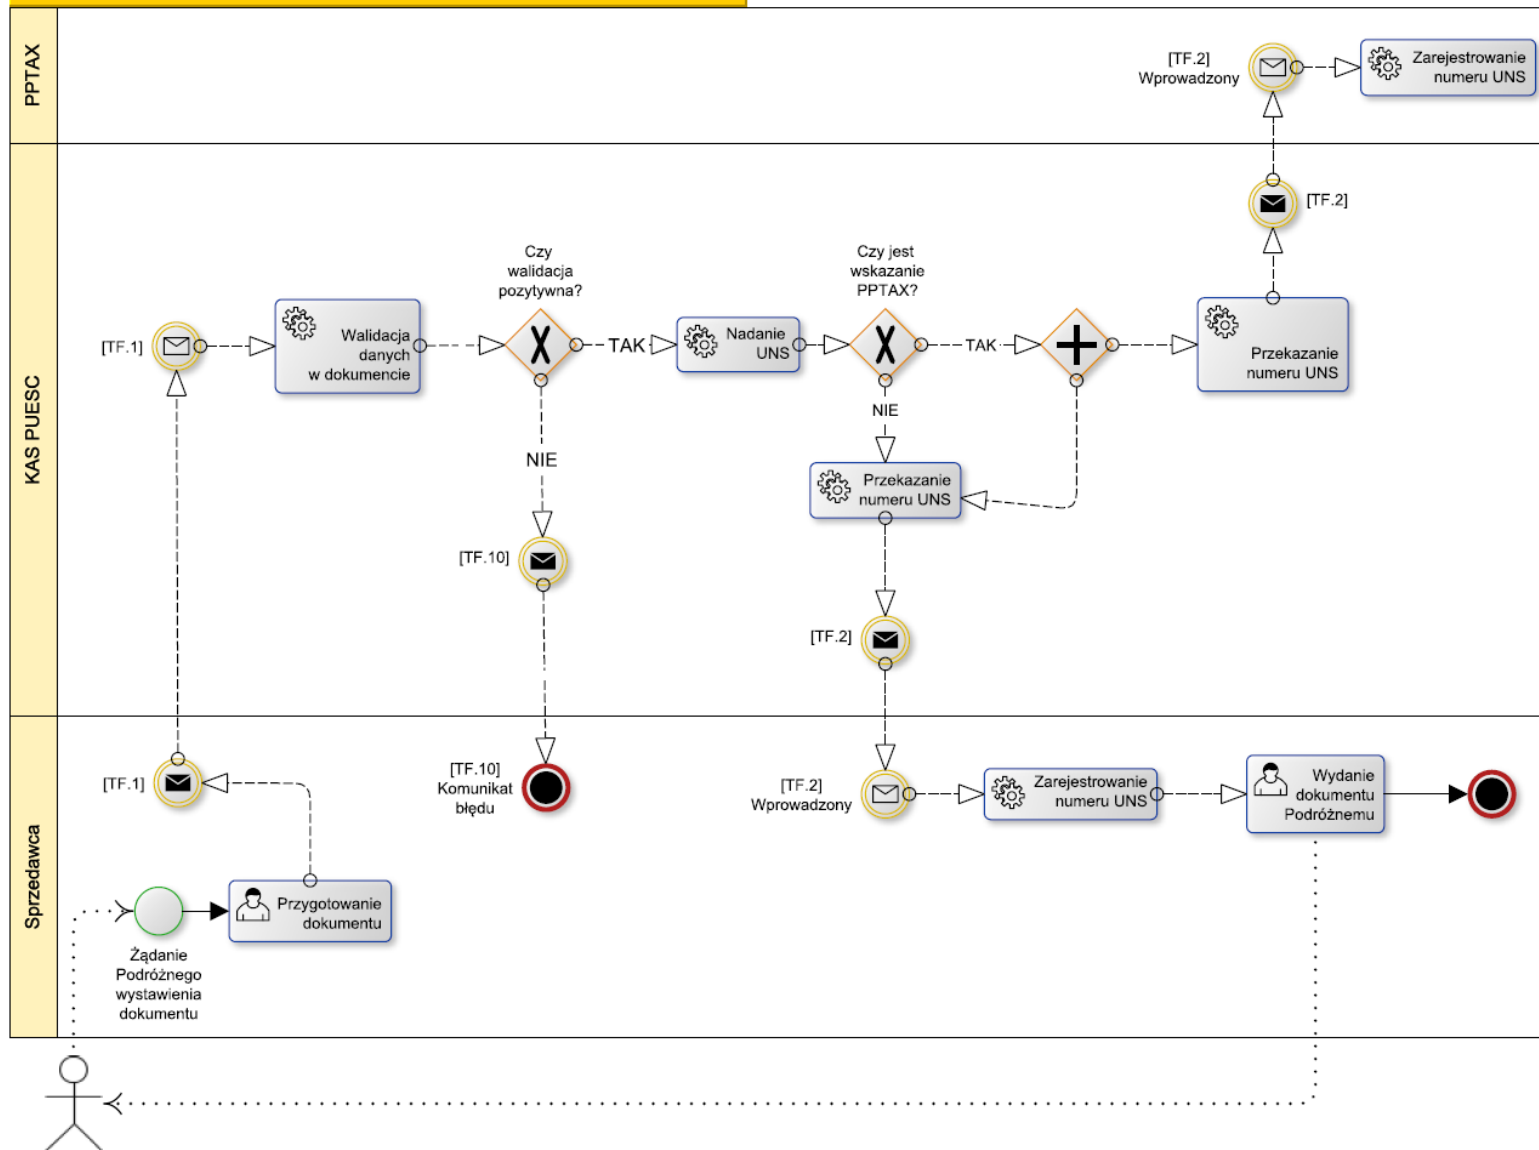 PPTAX
[TF.2]
Wprowadzony
Zarejestrowanie
numeru UNS
KAS PUESC
[TF.2]
[TF.1]
Walidacja
danych
w dokumencie
Czy
walidacja
pozytywna?
TAK
NIE
Nadanie
UNS
Czy jest
wskazanie
PPTAX?
TAK
NIE
Przekazanie
numeru UNS
Przekazanie
numeru UNS
[TF.10]
[TF.2]
Sprzedawca
[TF.1]
[TF.10]
Komunikat
błędu
[TF.2]
Wprowadzony
Zarejestrowanie
numeru UNS
Wydanie
dokumentu
Podróżnemu
Przygotowanie
dokumentu
Żądanie
Podróżnego
wystawienia
dokumentu